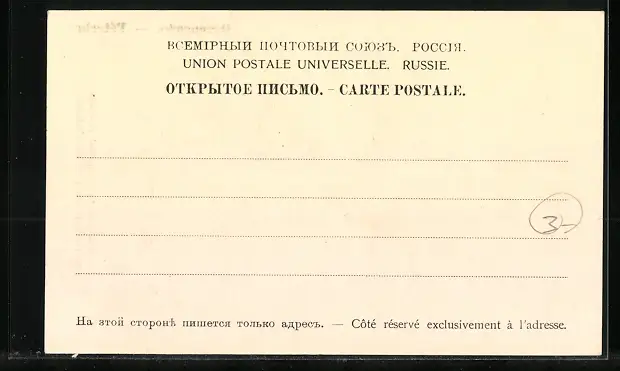 ВСЕМІРНЫЙ ПОЧТОВЫЙ СОЮЗЪ. РОССІЯ.
UNION POSTALE UNIVERSELLE. RUSSIE.
ОТКРЫТОЕ ПИСЬМО. - CARTE POSTALE.
На этой сторонѣ пишется только адресъ. — Côté réservé exclusivement à l'adresse.